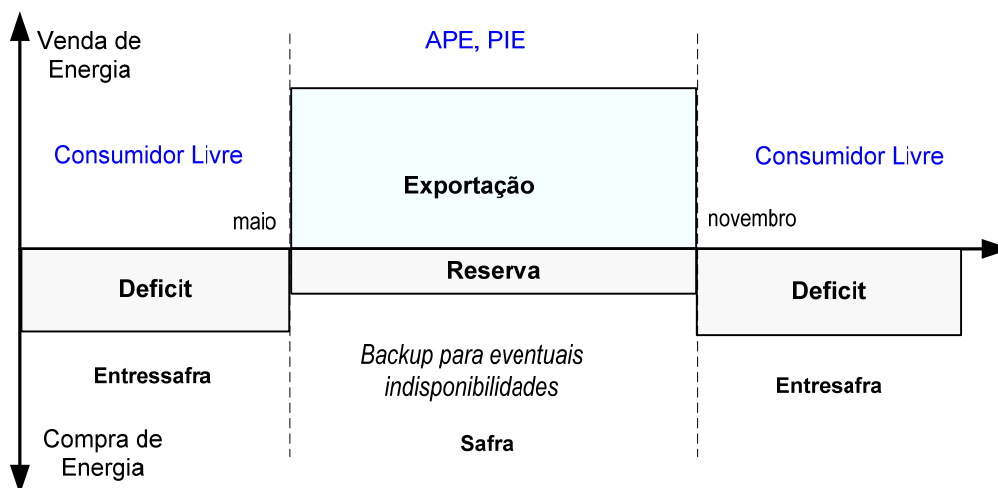 Venda de
Energia
APE, PIE
Consumidor Livre
Consumidor Livre
Exportação
maio
novembro
Deficit
Reserva
Deficit
Backup para eventuais
indisponibilidades
Entressafra
Entresafra
Compra de
Energia
Safra